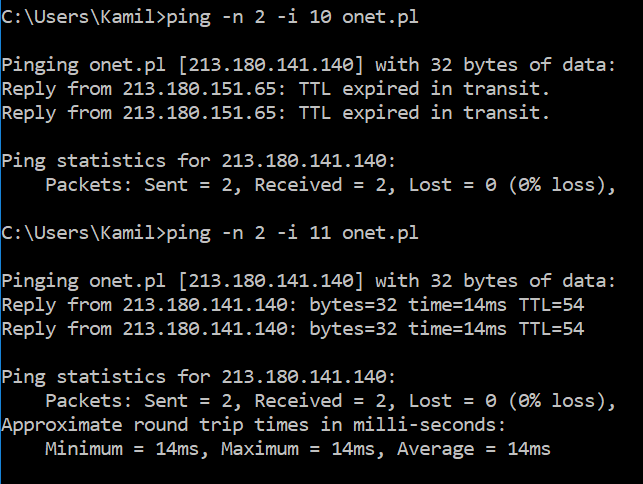 C:\Users\Kamil>ping -n 2 -i 10 onet.pl
Pinging onet.pl [213.180.141.140] with 32 bytes of data:
Reply from 213.180.151.65: TTL expired in transit.
Reply from 213.180.151.65: TTL expired in transit.
Ping statistics for 213.180.141.140:
    Packets: Sent = 2, Received = 2, Lost = 0 (0% loss),
C:\Users\Kamil>ping -n 2 -i 11 onet.pl
Pinging onet.pl [213.180.141.140] with 32 bytes of data:
Reply from 213.180.141.140: bytes=32 time=14ms TTL=54
Reply from 213.180.141.140: bytes=32 time=14ms TTL=54
Ping statistics for 213.180.141.140:
    Packets: Sent = 2, Received = 2, Lost = 0 (0% loss),
Approximate round trip times in milli-seconds:
    Minimum = 14ms, Maximum = 14ms, Average = 14ms